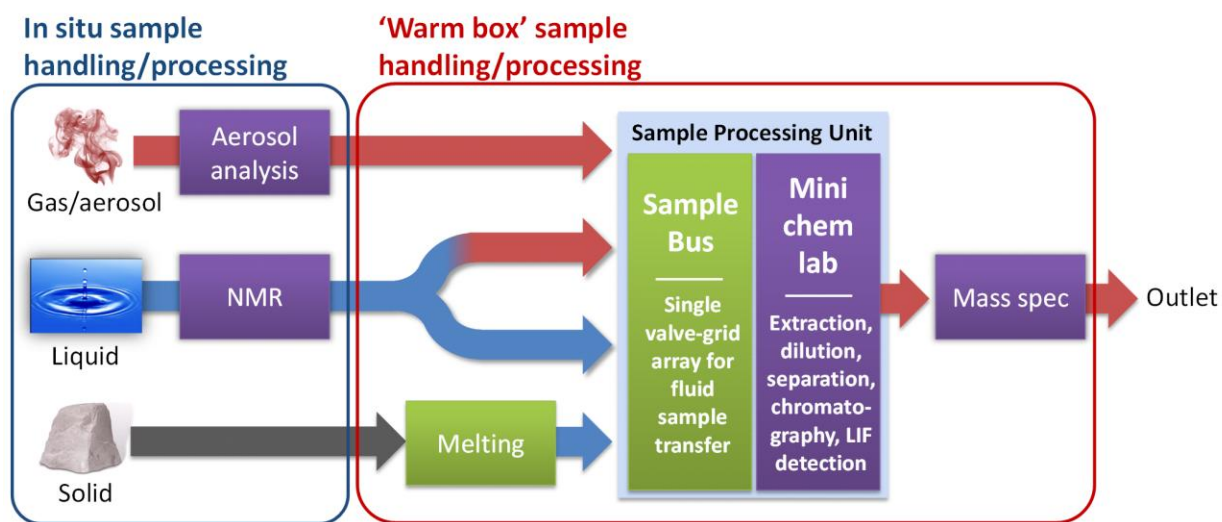 In situ sample
handling/processing
‘Warm box’ sample
handling/processing
Gas/aerosol
Aerosol
analysis
Liquid
NMR
Solid
Melting
Sample Processing Unit
Sample
Bus
Single
valve-grid
array for
fluid
sample
transfer
Mini
chem
lab
Extraction,
dilution,
separation,
chromato-
graphy, LIF
detection
Mass spec
Outlet